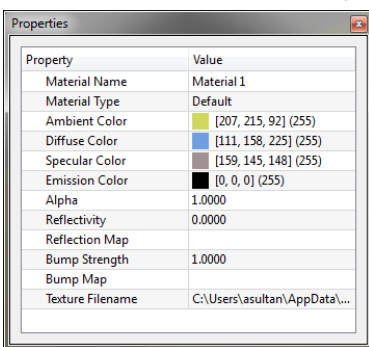 Properties
Property Value
Material Name Material 1
Material Type Default
Ambient Color [207, 215, 92] (255)
Diffuse Color [111, 158, 225] (255)
Specular Color [159, 145, 148] (255)
Emission Color [0, 0, 0] (255)
Alpha 1.0000
Reflectivity 0.0000
Reflection Map
Bump Strength 1.0000
Bump Map
Texture Filename C:\Users\asultan\AppData\...